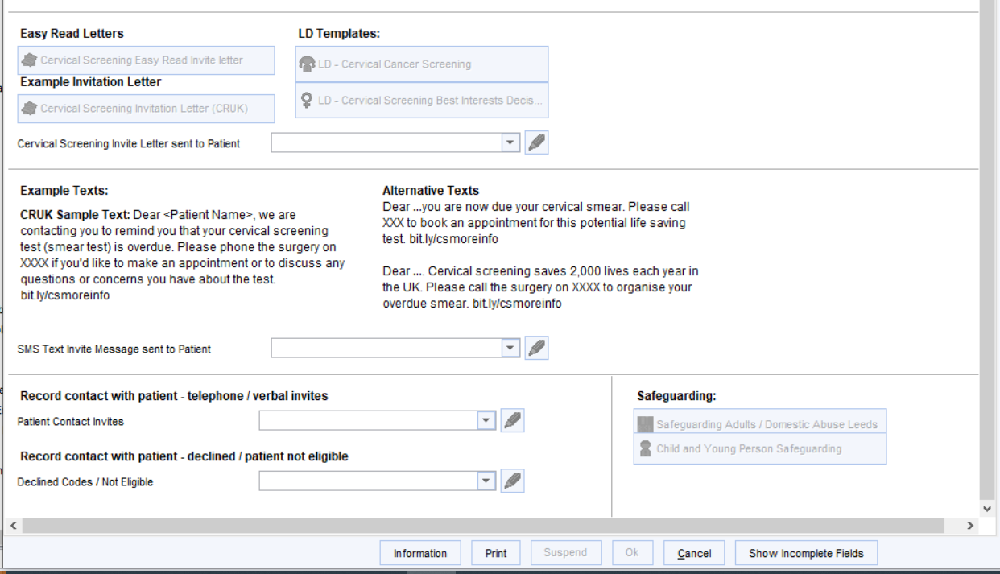 Easy Read Letters
LD Templates:
Cervical Screening Easy Read Invite letter
LD - Cervical Cancer Screening
Example Invitation Letter
Cervical Screening Invitation Letter (CRUK)
LD - Cervical Screening Best Interests Decis...
Cervical Screening Invite Letter sent to Patient
Example Texts:
CRUK Sample Text: Dear <Patient Name>, we are
contacting you to remind you that your cervical screening
test (smear test) is overdue. Please phone the surgery on
XXXX if you'd like to make an appointment or to discuss any
questions or concerns you have about the test.
bit.ly/csmoreinfo
Alternative Texts
Dear ...you are now due your cervical smear. Please call
XXX to book an appointment for this potential life saving
test. bit.ly/csmoreinfo
Dear .... Cervical screening saves 2,000 lives each year in
the UK. Please call the surgery on XXXX to organise your
overdue smear. bit.ly/csmoreinfo
SMS Text Invite Message sent to Patient
Record contact with patient - telephone / verbal invites
Patient Contact Invites
Record contact with patient - declined / patient not eligible
Declined Codes / Not Eligible
Safeguarding:
Safeguarding Adults / Domestic Abuse Leeds
Child and Young Person Safeguarding
Information
Print
Suspend
Ok
Cancel
Show Incomplete Fields